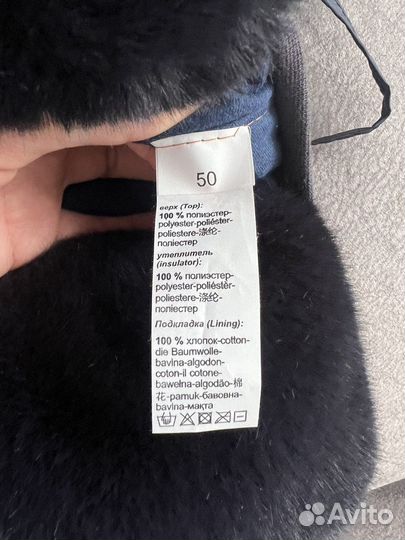 50
верх (Top):
100 % полиэстер-
polyester-poliéster-
poliestere-涤纶-
поліестер
утеплитель
(insulator):
100 % полиэстер-
polyester-poliéster-
poliestere-涤纶-
поліестер
Подкладка (Lining):
100 % хлопок-cotton-
die Baumwolle-
bavlna-algodon-
coton-il cotone-
bawełna-algodão-棉
花-pamuk-бавовна-
bavlna-мақта
Avito